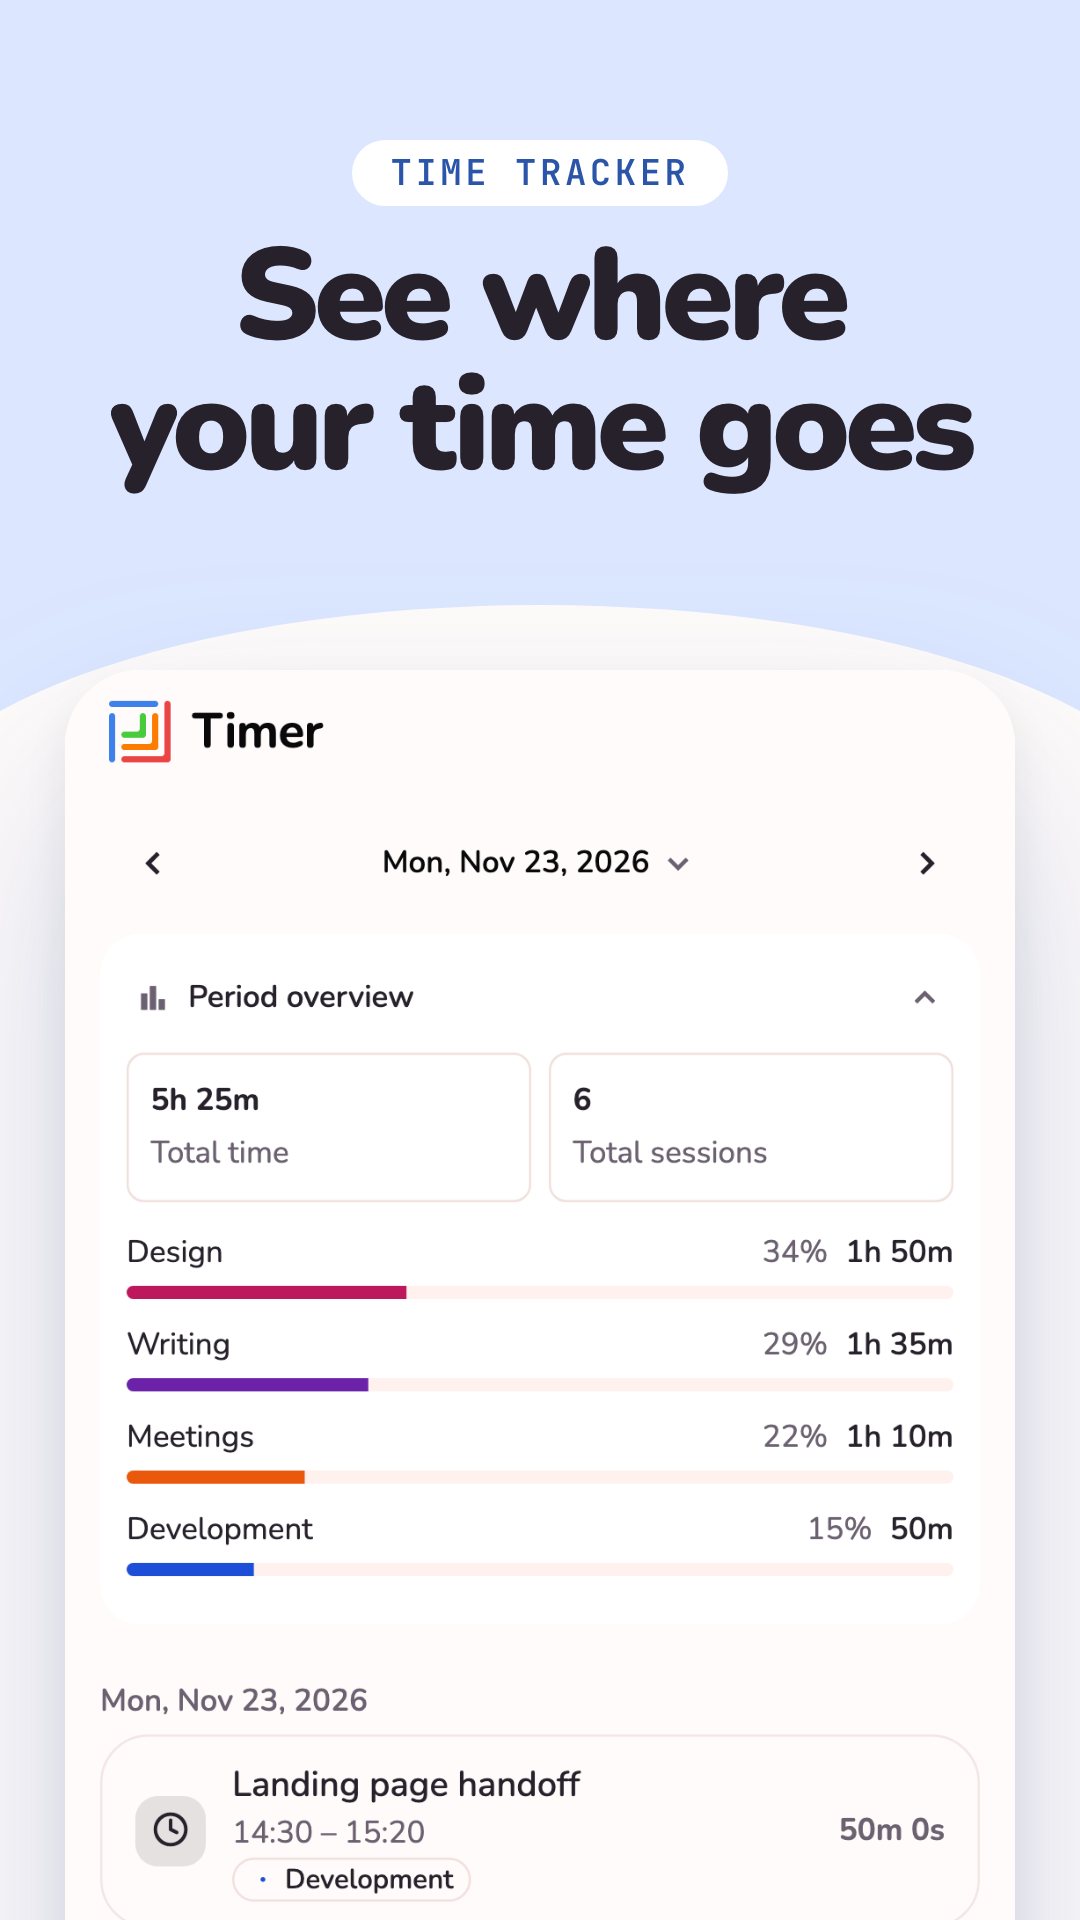 TIME TRACKER
See where
your time goes
Timer
Mon, Nov 23, 2026
Period overview
5h 25m
Total time
6
Total sessions
Design 34% 1h 50m
Writing 29% 1h 35m
Meetings 22% 1h 10m
Development 15% 50m
Mon, Nov 23, 2026
Landing page handoff
14:30 – 15:20
50m 0s
Development